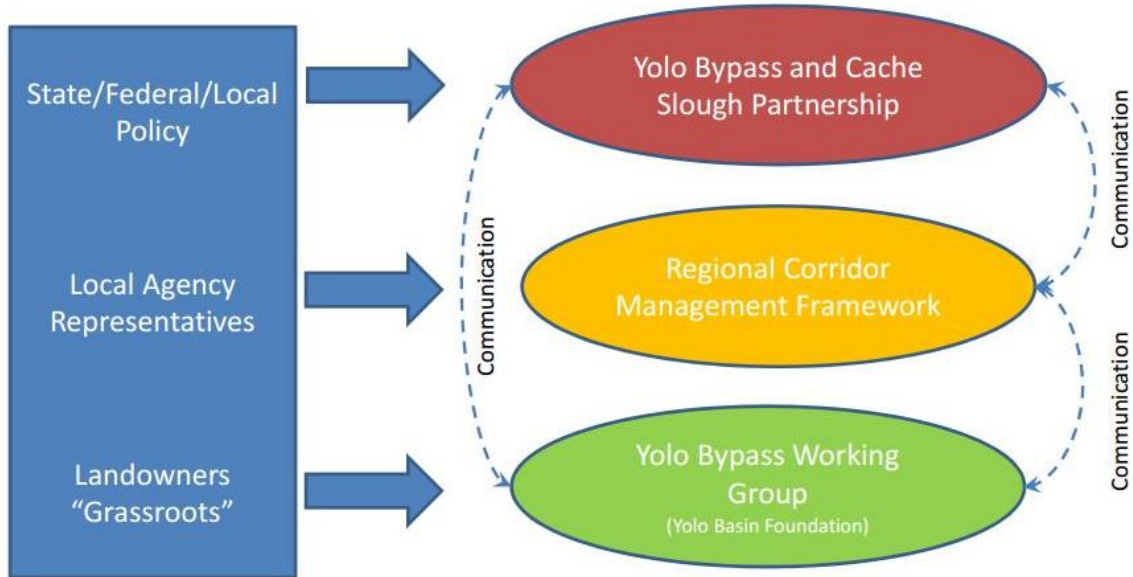 State/Federal/Local
Policy
Yolo Bypass and Cache
Slough Partnership
Communication
Local Agency
Representatives
Regional Corridor
Management Framework
Communication
Communication
Landowners
“Grassroots”
Yolo Bypass Working
Group
(Yolo Basin Foundation)